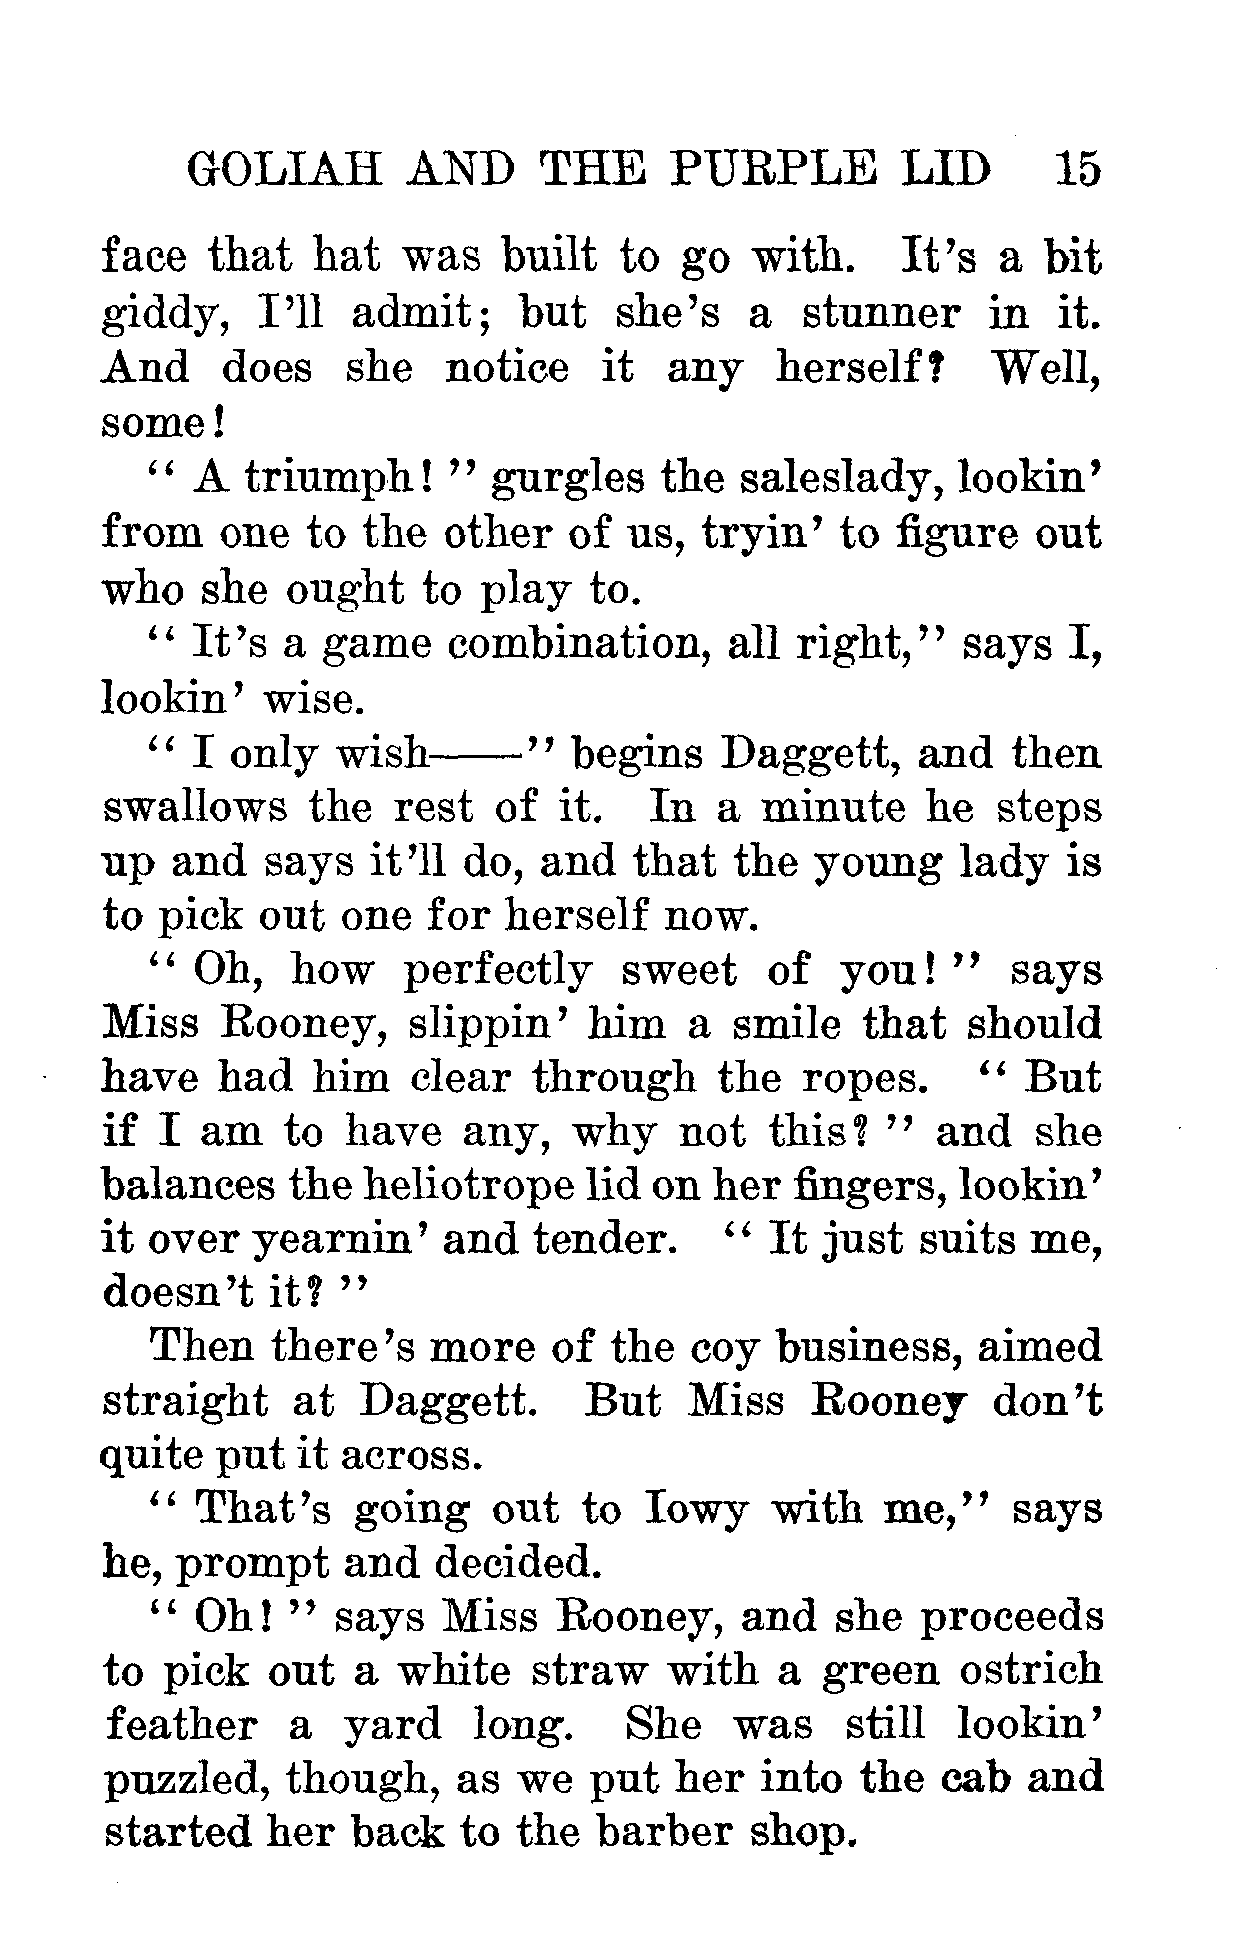 GOLIAH AND THE PURPLE LID 15
face that hat was built to go with. It's a bit
giddy, I'll admit; but she's a stunner in it.
And does she notice it any herself? Well,
some!
"A triumph!" gurgles the saleslady, lookin'
from one to the other of us, tryin' to figure out
who she ought to play to.
"It's a game combination, all right," says I,
lookin' wise.
"I only wish——" begins Daggett, and then
swallows the rest of it. In a minute he steps
up and says it'll do, and that the young lady is
to pick out one for herself now.
"Oh, how perfectly sweet of you!" says
Miss Rooney, slippin' him a smile that should
have had him clear through the ropes. "But
if I am to have any, why not this?" and she
balances the heliotrope lid on her fingers, lookin'
it over yearnin' and tender. "It just suits me,
doesn't it?"
Then there's more of the coy business, aimed
straight at Daggett. But Miss Rooney don't
quite put it across.
"That's going out to Iowy with me," says
he, prompt and decided.
"Oh!" says Miss Rooney, and she proceeds
to pick out a white straw with a green ostrich
feather a yard long. She was still lookin'
puzzled, though, as we put her into the cab and
started her back to the barber shop.